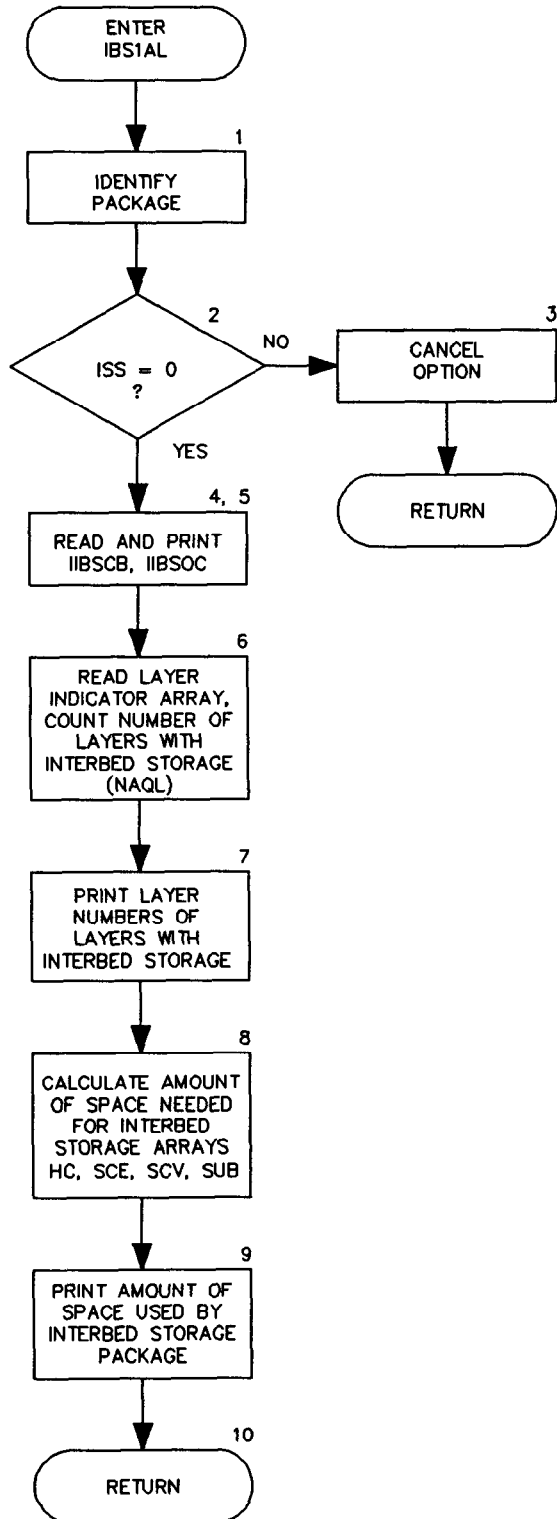 ENTER
IBS1AL
1
IDENTIFY
PACKAGE
2
ISS = 0
?
NO
3
CANCEL
OPTION
RETURN
YES
4, 5
READ AND PRINT
IIBSCB, IIBSOC
6
READ LAYER
INDICATOR ARRAY,
COUNT NUMBER OF
LAYERS WITH
INTERBED STORAGE
(NAQL)
7
PRINT LAYER
NUMBERS OF
LAYERS WITH
INTERBED STORAGE
8
CALCULATE AMOUNT
OF SPACE NEEDED
FOR INTERBED
STORAGE ARRAYS
HC, SCE, SCV, SUB
9
PRINT AMOUNT OF
SPACE USED BY
INTERBED STORAGE
PACKAGE
10
RETURN